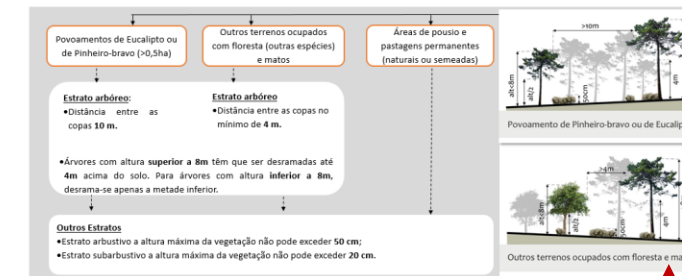 Povoamentos de Eucalipto ou
de Pinheiro-bravo (>0,5ha)
Outros terrenos ocupados
com floresta (outras espécies)
e matos
Áreas de pousio e
pastagens permanentes
(naturais ou semeadas)
Estrato arbóreo:
•Distância entre as
copas 10 m.
Estrato arbóreo
•Distância entre as copas no
mínimo de 4 m.
•Árvores com altura superior a 8m têm que ser desramadas até
4m acima do solo. Para árvores com altura inferior a 8m,
desrama-se apenas a metade inferior.
Outros Estratos
•Estrato arbustivo a altura máxima da vegetação não pode exceder 50 cm;
•Estrato subarbustivo a altura máxima da vegetação não pode exceder 20 cm.
>10m
alt<8m
alt/2
50cm
4m
Povoamento de Pinheiro-bravo ou de Eucalip
>4m
alt<8m
alt/2
50cm
4m
Outros terrenos ocupados com floresta e ma